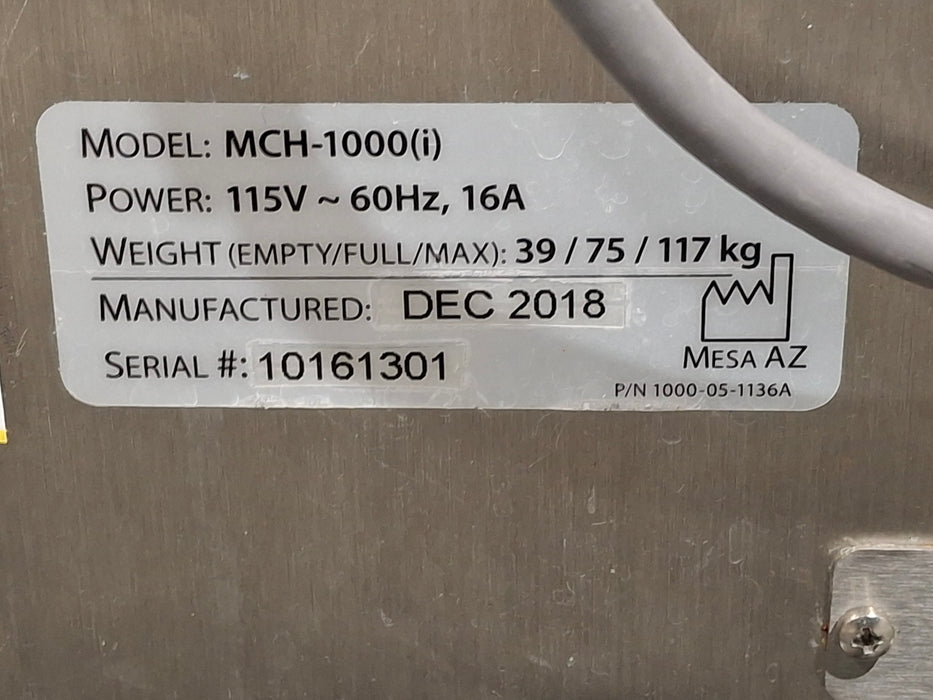 MODEL: MCH-1000(i)
POWER: 115V ~ 60Hz, 16A
WEIGHT (EMPTY/FULL/MAX): 39 / 75 / 117 kg
MANUFACTURED: DEC 2018
SERIAL #: 10161301
MESA AZ
P/N 1000-05-1136A